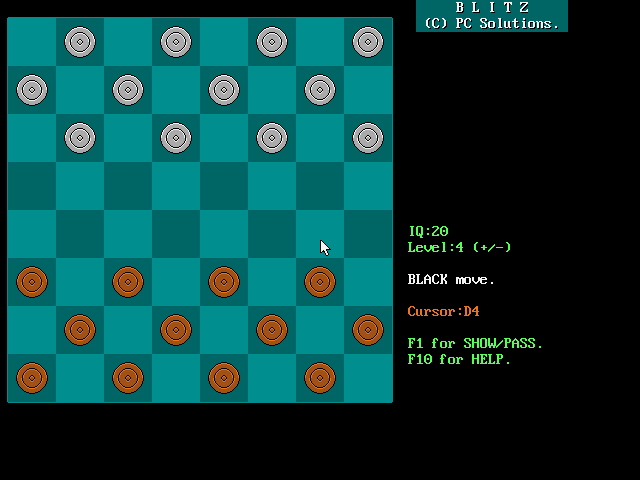 B L I T Z
(C) PC Solutions.
IQ:20
Level:4 (+/-)
BLACK move.
Cursor:D4
F1 for SHOW/PASS.
F10 for HELP.